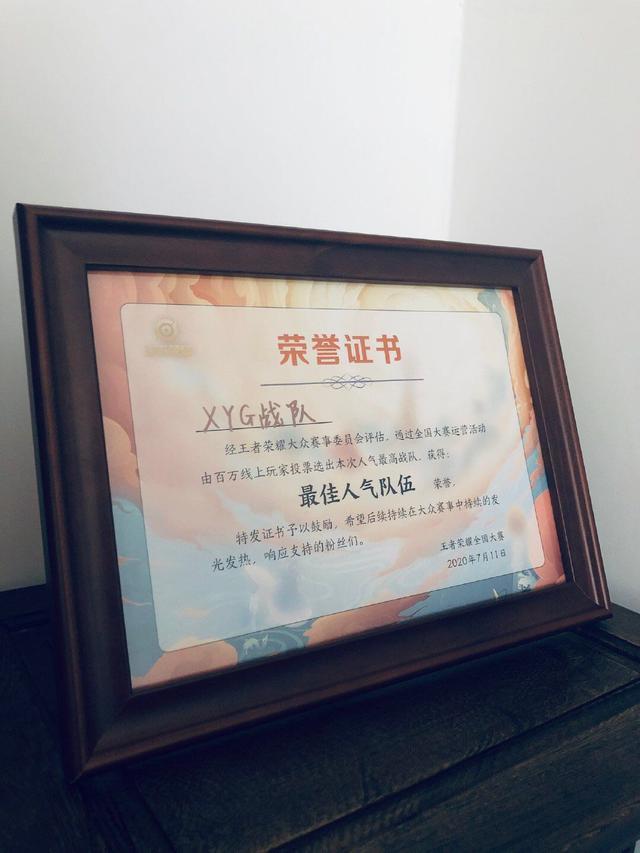 荣誉证书
XYG战队
经王者荣耀大众赛事委员会评估，通过全国大赛运营活动
由百万线上玩家投票选出本次人气最高战队，获得：
最佳人气队伍 荣誉，
特发证书予以鼓励，希望后续持续在大众赛事中持续的发
光发热，响应支持的粉丝们。
王者荣耀全国大赛
2020年7月11日